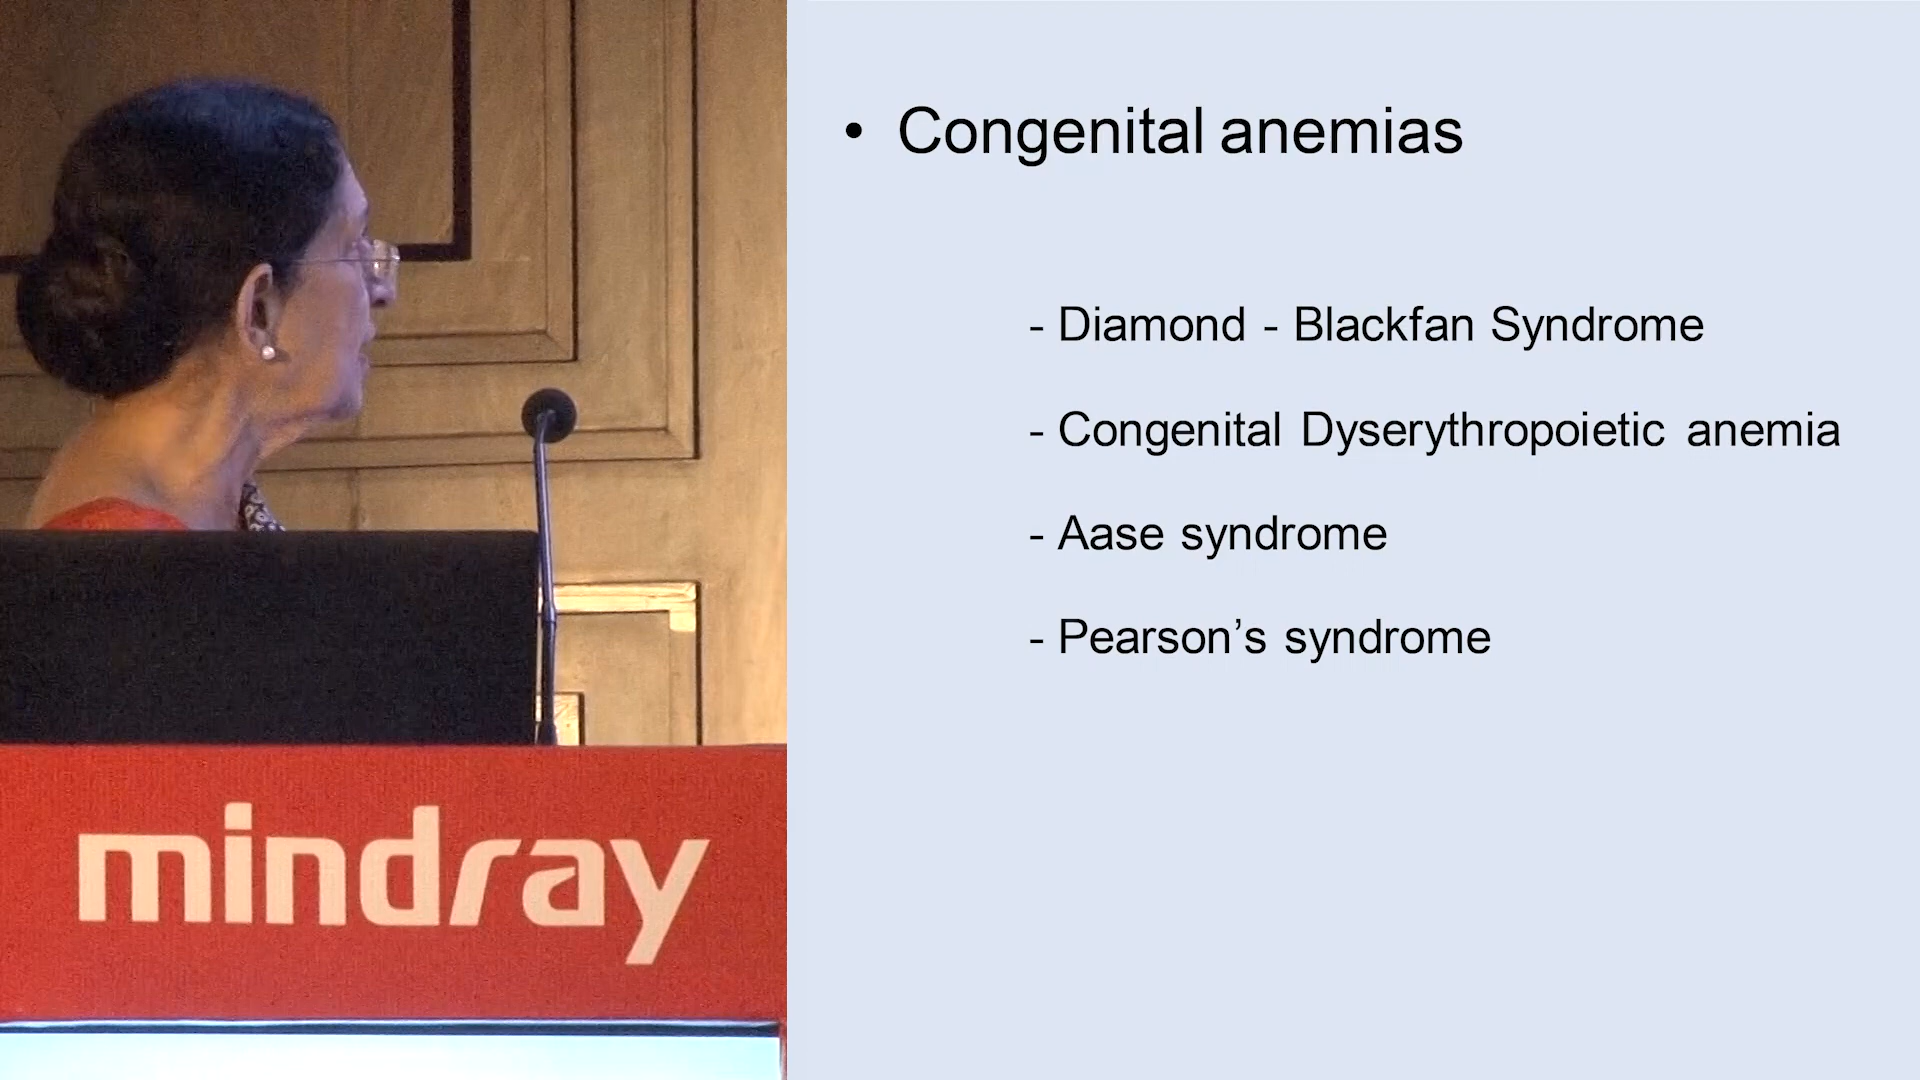 • Congenital anemias
- Diamond - Blackfan Syndrome
- Congenital Dyserythropoietic anemia
- Aase syndrome
- Pearson’s syndrome
mindray